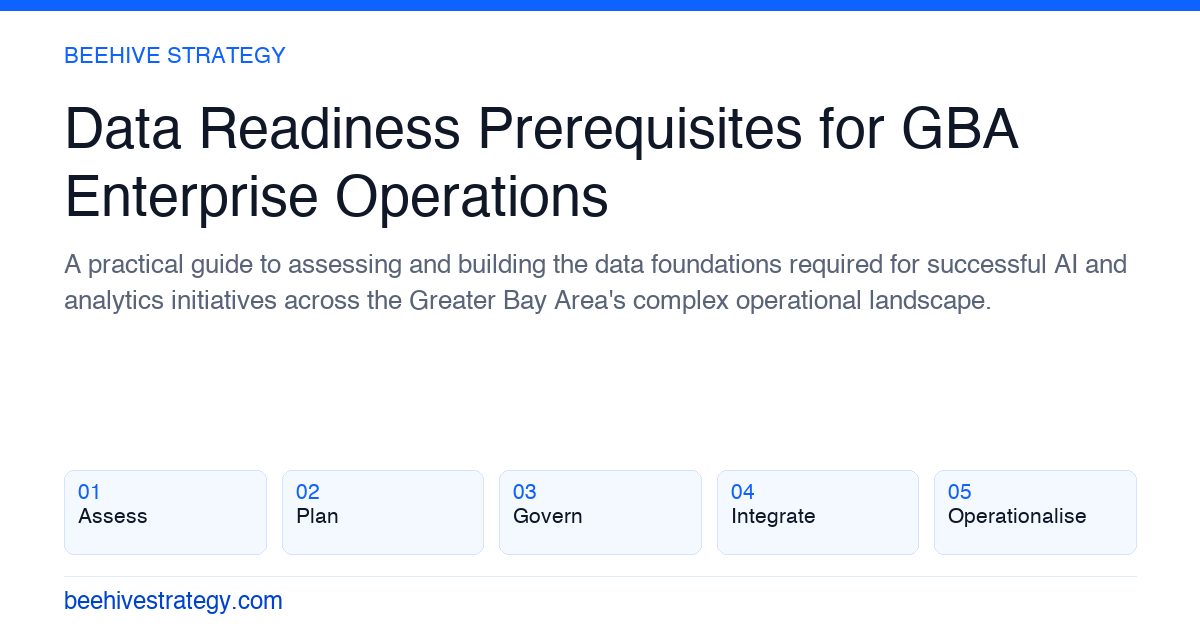 BEEHIVE STRATEGY
Data Readiness Prerequisites for GBA
Enterprise Operations
A practical guide to assessing and building the data foundations required for successful AI and
analytics initiatives across the Greater Bay Area's complex operational landscape.
01
Assess
02
Plan
03
Govern
04
Integrate
05
Operationalise
beehivestrategy.com